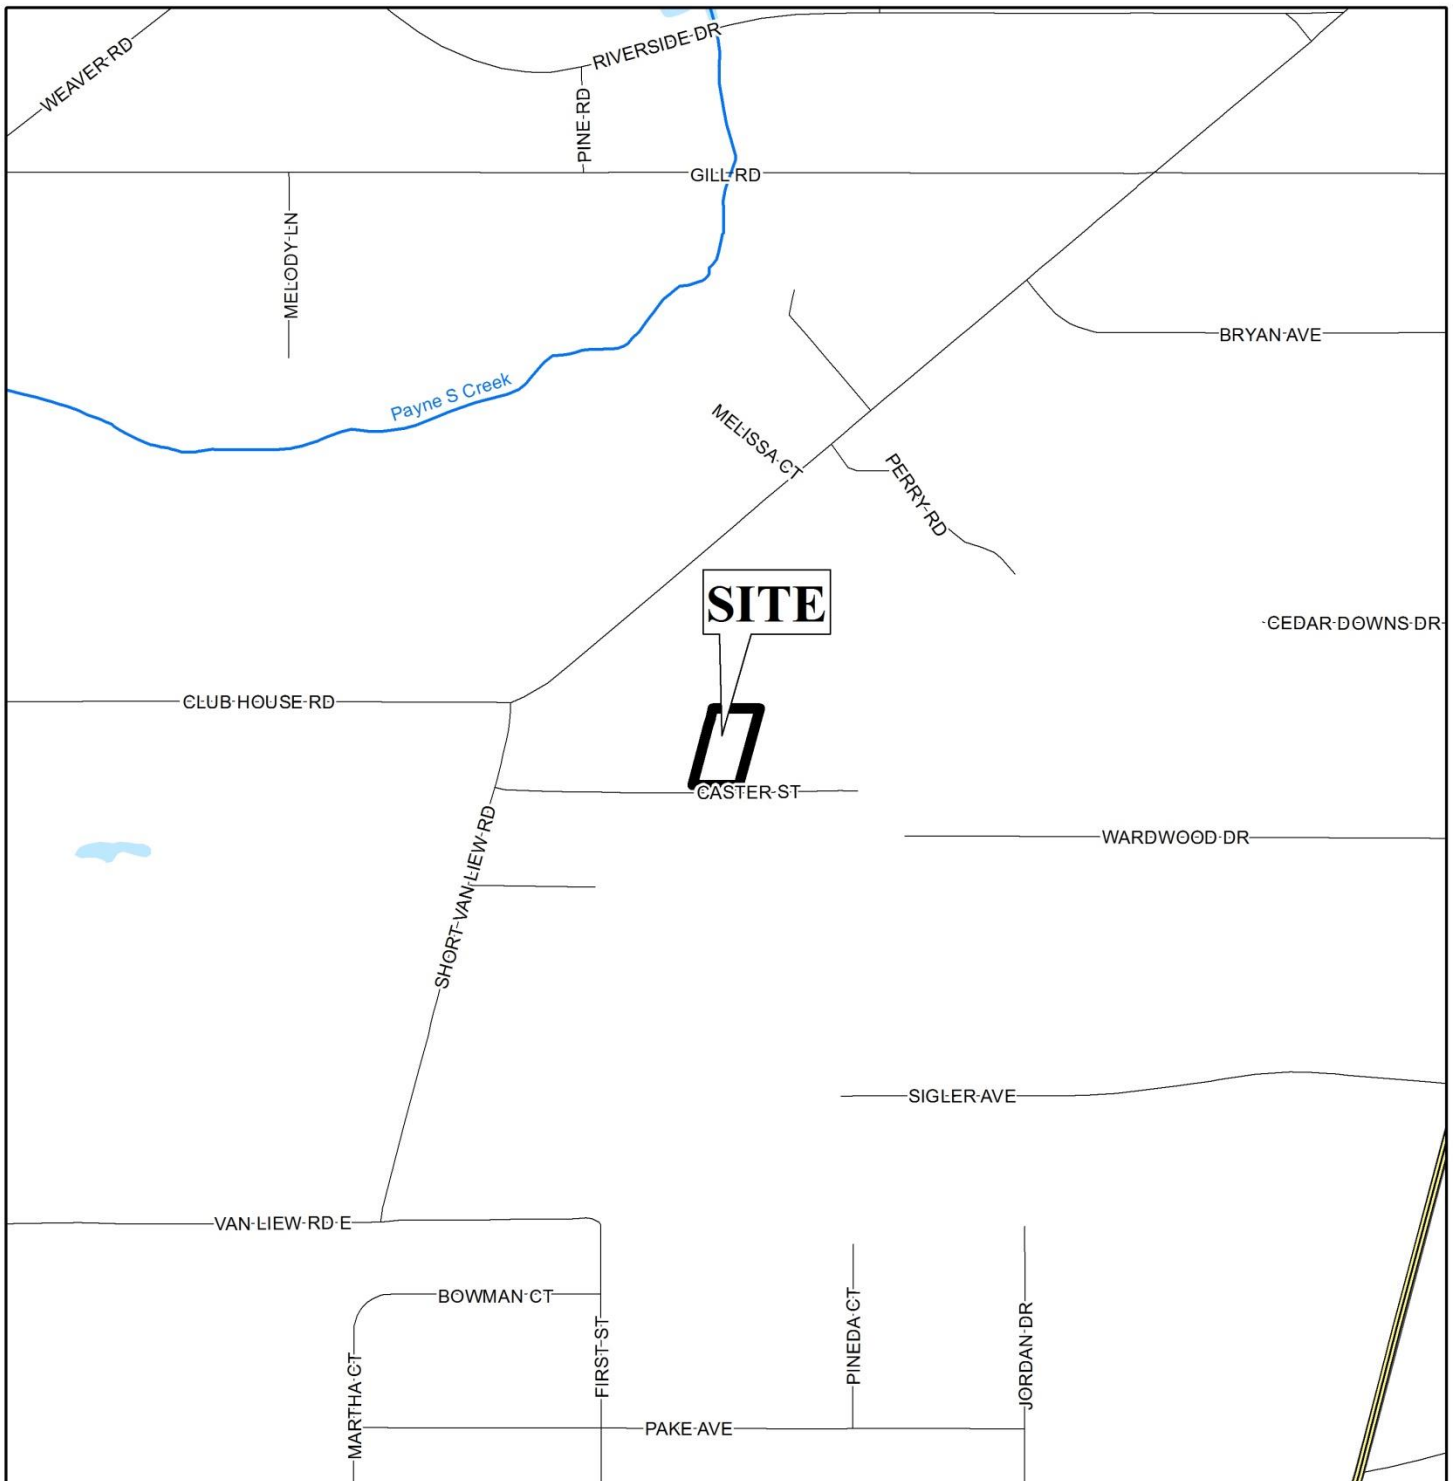 WEAVER RD
RIVERSIDE DR
PINE RD
GILL RD
MELODY LN
BRYAN AVE
Payne S Creek
MELISSA CT
PERRY RD
SITE
CEDAR DOWNS DR
CLUB HOUSE RD
CASTER ST
WARDWOOD DR
SHORT VAN LIEW RD
SIGLER AVE
VAN LIEW RD E
BOWMAN CT
PINEDA CT
JORDAN DR
FIRST ST
MARTHA CT
PAKE AVE